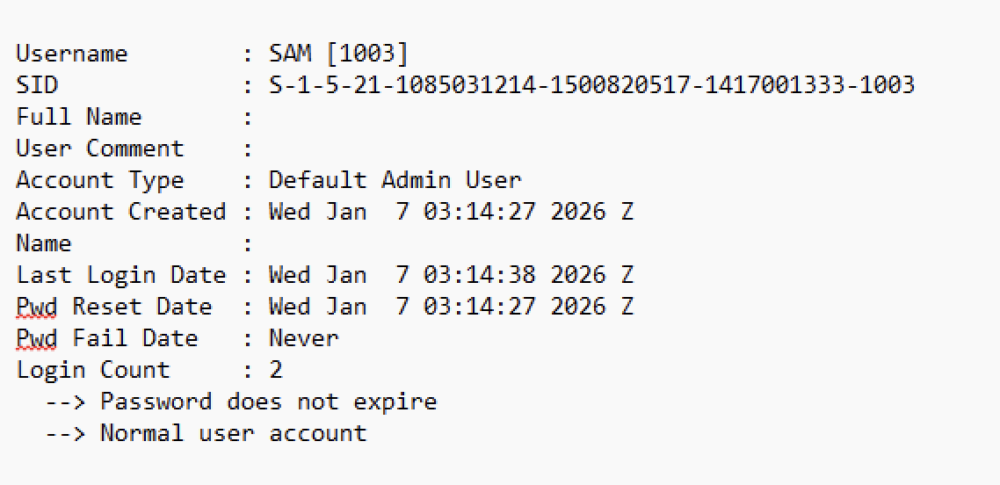 Username        : SAM [1003]
SID             : S-1-5-21-1085031214-1500820517-1417001333-1003
Full Name       :
User Comment    :
Account Type    : Default Admin User
Account Created : Wed Jan  7 03:14:27 2026 Z
Name            :
Last Login Date : Wed Jan  7 03:14:38 2026 Z
Pwd Reset Date  : Wed Jan  7 03:14:27 2026 Z
Pwd Fail Date   : Never
Login Count     : 2
  --> Password does not expire
  --> Normal user account